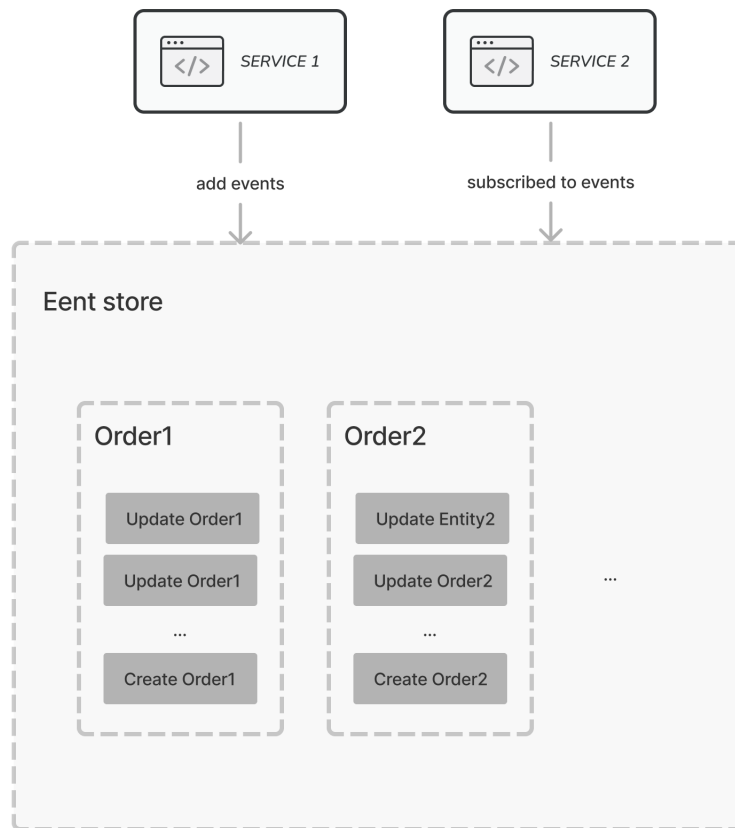 SERVICE 1
SERVICE 2
add events
subscribed to events
Eent store
Order1
Order2
Update Order1
Update Entity2
Update Order1
Update Order2
...
...
...
Create Order1
Create Order2